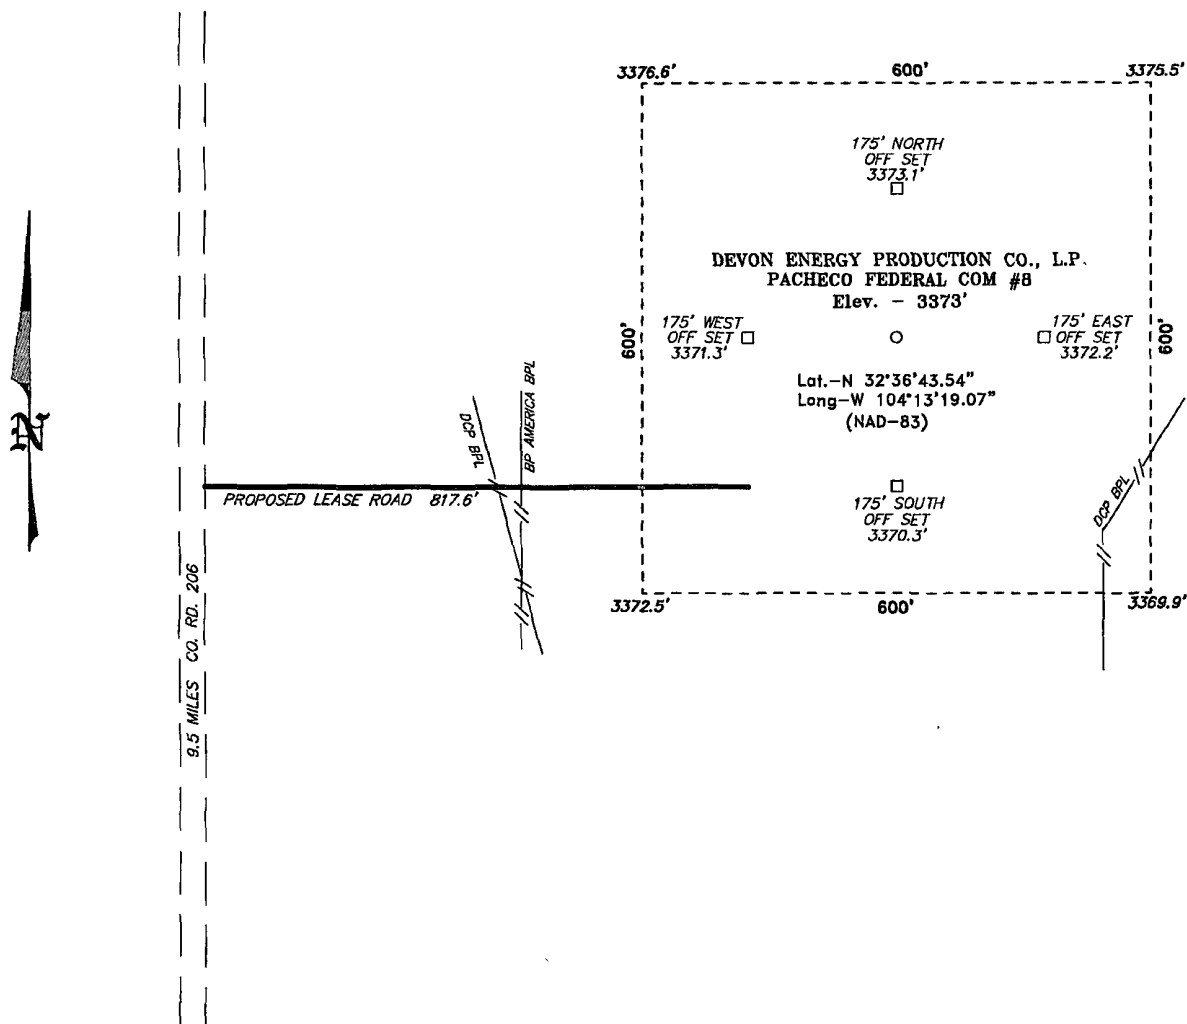 3376.6'
600'
3375.5'
175' NORTH
OFF SET
3373.1'
DEVON ENERGY PRODUCTION CO., L.P.
PACHECO FEDERAL COM #8
Elev. - 3373'
600'
175' WEST
OFF SET
3371.3'
175' EAST
OFF SET
3372.2'
600'
Lat.-N 32°36'43.54"
Long-W 104°13'19.07"
(NAD-83)
N
DCP BPL
BP AMERICA BPL
PROPOSED LEASE ROAD 817.6'
175' SOUTH
OFF SET
3370.3'
DCP BPL
3372.5'
600'
3369.9'
9.5 MILES CO. RD. 206